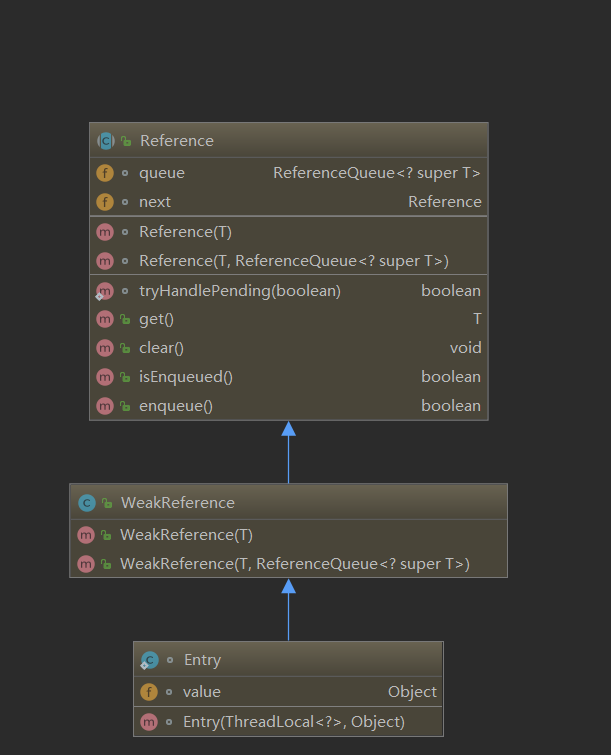 Reference
queue ReferenceQueue<? super T>
next Reference
Reference(T)
Reference(T, ReferenceQueue<? super T>)
tryHandlePending(boolean) boolean
get() T
clear() void
isEnqueued() boolean
enqueue() boolean
WeakReference
WeakReference(T)
WeakReference(T, ReferenceQueue<? super T>)
Entry
value Object
Entry(ThreadLocal<?>, Object)